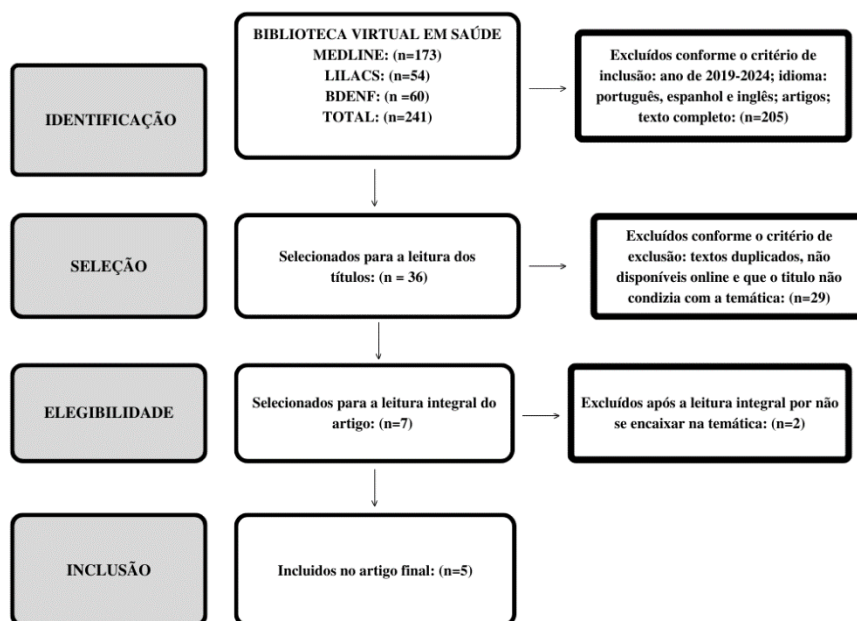 BIBLIOTECA VIRTUAL EM SAÚDE
MEDLINE: (n=173)
LILACS: (n=54)
BDENF: (n =60)
TOTAL: (n=241)
IDENTIFICAÇÃO
Excluídos conforme o critério de
inclusão: ano de 2019-2024; idioma:
português, espanhol e inglês; artigos;
texto completo: (n=205)
SELEÇÃO
Selecionados para a leitura dos
títulos: (n = 36)
Excluídos conforme o critério de
exclusão: textos duplicados, não
disponíveis online e que o titulo não
condizia com a temática: (n=29)
ELEGIBILIDADE
Selecionados para a leitura integral do
artigo: (n=7)
Excluídos após a leitura integral por não
se encaixar na temática: (n=2)
INCLUSÃO
Incluidos no artigo final: (n=5)